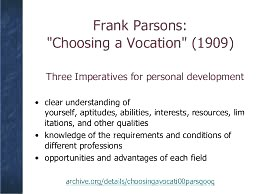 Frank Parsons:
"Choosing a Vocation" (1909)
Three Imperatives for personal development
• clear understanding of
yourself, aptitudes, abilities, interests, resources, lim
itations, and other qualities
• knowledge of the requirements and conditions of
different professions
• opportunities and advantages of each field
archive.org/details/choosingavocati00parsgoog